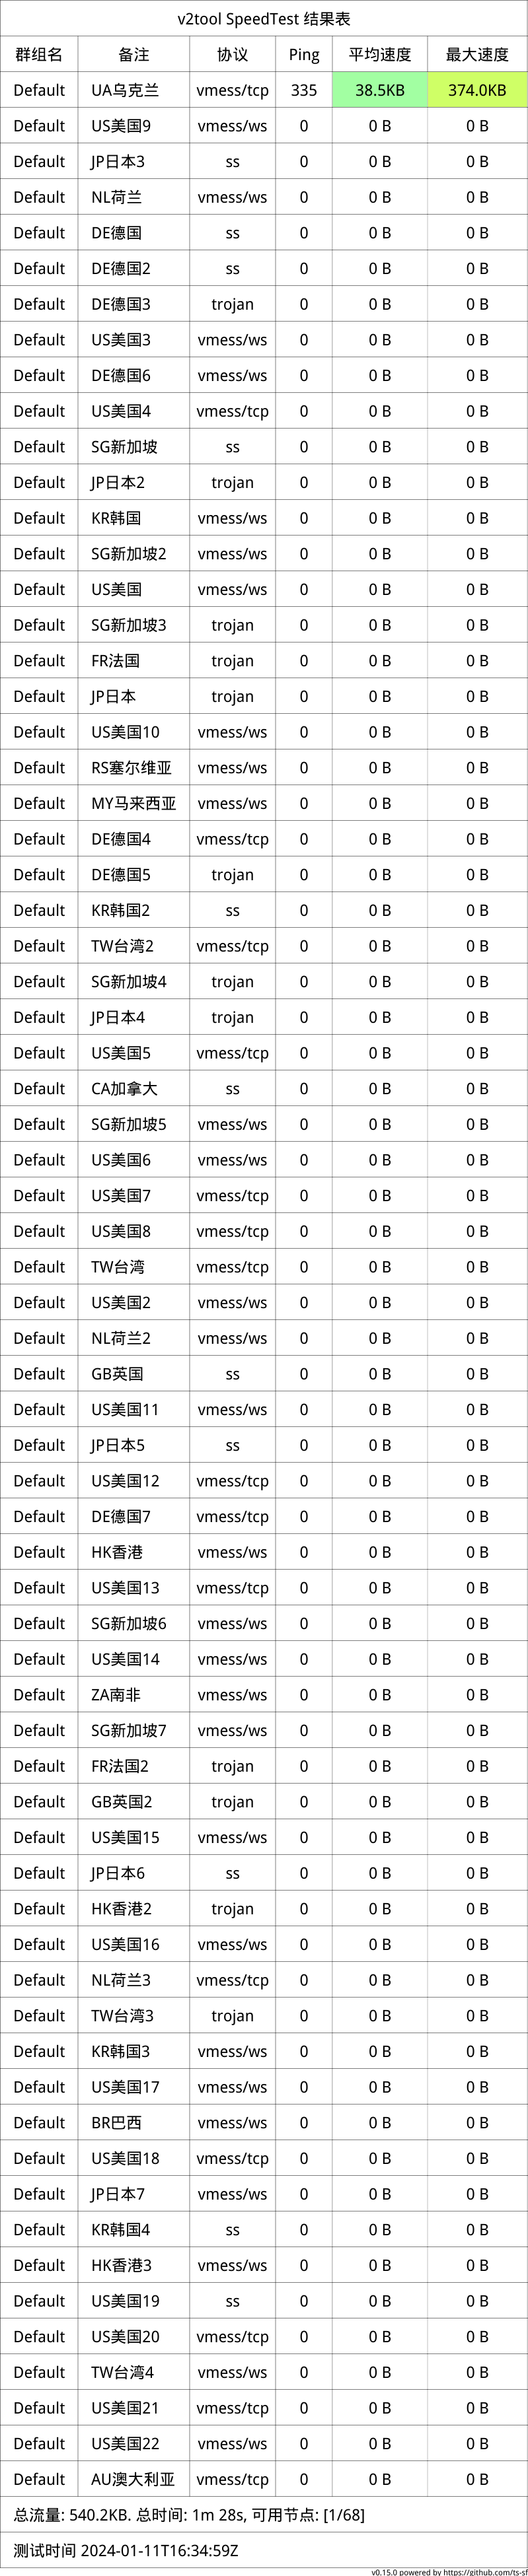 v2tool SpeedTest 结果表
群组名 备注 协议 Ping 平均速度 最大速度
Default UA乌克兰 vmess/tcp 335 38.5KB 374.0KB
Default US美国9 vmess/ws 0 0 B 0 B
Default JP日本3 ss 0 0 B 0 B
Default NL荷兰 vmess/ws 0 0 B 0 B
Default DE德国 ss 0 0 B 0 B
Default DE德国2 ss 0 0 B 0 B
Default DE德国3 trojan 0 0 B 0 B
Default US美国3 vmess/ws 0 0 B 0 B
Default DE德国6 vmess/ws 0 0 B 0 B
Default US美国4 vmess/tcp 0 0 B 0 B
Default SG新加坡 ss 0 0 B 0 B
Default JP日本2 trojan 0 0 B 0 B
Default KR韩国 vmess/ws 0 0 B 0 B
Default SG新加坡2 vmess/ws 0 0 B 0 B
Default US美国 vmess/ws 0 0 B 0 B
Default SG新加坡3 trojan 0 0 B 0 B
Default FR法国 trojan 0 0 B 0 B
Default JP日本 trojan 0 0 B 0 B
Default US美国10 vmess/ws 0 0 B 0 B
Default RS塞尔维亚 vmess/ws 0 0 B 0 B
Default MY马来西亚 vmess/ws 0 0 B 0 B
Default DE德国4 vmess/tcp 0 0 B 0 B
Default DE德国5 trojan 0 0 B 0 B
Default KR韩国2 ss 0 0 B 0 B
Default TW台湾2 vmess/tcp 0 0 B 0 B
Default SG新加坡4 trojan 0 0 B 0 B
Default JP日本4 trojan 0 0 B 0 B
Default US美国5 vmess/tcp 0 0 B 0 B
Default CA加拿大 ss 0 0 B 0 B
Default SG新加坡5 vmess/ws 0 0 B 0 B
Default US美国6 vmess/ws 0 0 B 0 B
Default US美国7 vmess/tcp 0 0 B 0 B
Default US美国8 vmess/tcp 0 0 B 0 B
Default TW台湾 vmess/tcp 0 0 B 0 B
Default US美国2 vmess/ws 0 0 B 0 B
Default NL荷兰2 vmess/ws 0 0 B 0 B
Default GB英国 ss 0 0 B 0 B
Default US美国11 vmess/ws 0 0 B 0 B
Default JP日本5 ss 0 0 B 0 B
Default US美国12 vmess/tcp 0 0 B 0 B
Default DE德国7 vmess/tcp 0 0 B 0 B
Default HK香港 vmess/ws 0 0 B 0 B
Default US美国13 vmess/tcp 0 0 B 0 B
Default SG新加坡6 vmess/ws 0 0 B 0 B
Default US美国14 vmess/ws 0 0 B 0 B
Default ZA南非 vmess/ws 0 0 B 0 B
Default SG新加坡7 vmess/ws 0 0 B 0 B
Default FR法国2 trojan 0 0 B 0 B
Default GB英国2 trojan 0 0 B 0 B
Default US美国15 vmess/ws 0 0 B 0 B
Default JP日本6 ss 0 0 B 0 B
Default HK香港2 trojan 0 0 B 0 B
Default US美国16 vmess/ws 0 0 B 0 B
Default NL荷兰3 vmess/tcp 0 0 B 0 B
Default TW台湾3 trojan 0 0 B 0 B
Default KR韩国3 vmess/ws 0 0 B 0 B
Default US美国17 vmess/ws 0 0 B 0 B
Default BR巴西 vmess/ws 0 0 B 0 B
Default US美国18 vmess/tcp 0 0 B 0 B
Default JP日本7 vmess/ws 0 0 B 0 B
Default KR韩国4 ss 0 0 B 0 B
Default HK香港3 vmess/ws 0 0 B 0 B
Default US美国19 ss 0 0 B 0 B
Default US美国20 vmess/tcp 0 0 B 0 B
Default TW台湾4 vmess/ws 0 0 B 0 B
Default US美国21 vmess/tcp 0 0 B 0 B
Default US美国22 vmess/ws 0 0 B 0 B
Default AU澳大利亚 vmess/tcp 0 0 B 0 B
总流量: 540.2KB. 总时间: 1m 28s, 可用节点: [1/68]
测试时间 2024-01-11T16:34:59Z
v0.15.0 powered by https://github.com/ts-sf